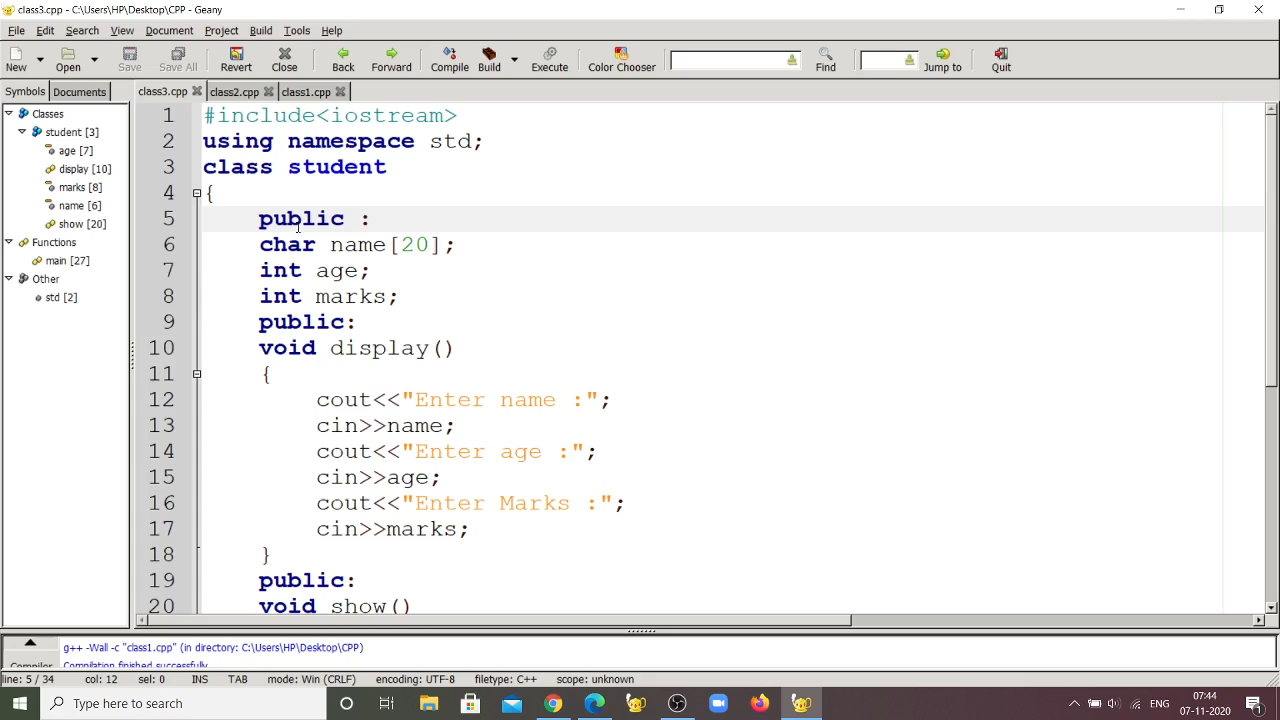 class3.cpp - C:\Users\HP\Desktop\CPP - Geany
File Edit Search View Document Project Build Tools Help
New Open Save Save All Revert Close Back Forward Compile Build Execute Color Chooser Find Jump to Quit
Symbols Documents
class3.cpp class2.cpp class1.cpp
Classes
student [3]
age [7]
display [10]
marks [8]
name [6]
show [20]
Functions
main [27]
Other
std [2]
1 #include<iostream>
2 using namespace std;
3 class student
4 {
5 public :
6 char name[20];
7 int age;
8 int marks;
9 public:
10 void display()
11 {
12 cout<<"Enter name :";
13 cin>>name;
14 cout<<"Enter age :";
15 cin>>age;
16 cout<<"Enter Marks :";
17 cin>>marks;
18 }
19 public:
20 void show()
Compiler
g++ -Wall -c "class1.cpp" (in directory: C:\Users\HP\Desktop\CPP)
Compilation finished successfully.
line: 5 / 34 col: 12 sel: 0 INS TAB mode: Win (CRLF) encoding: UTF-8 filetype: C++ scope: unknown
Type here to search
ENG
07:44
07-11-2020
1